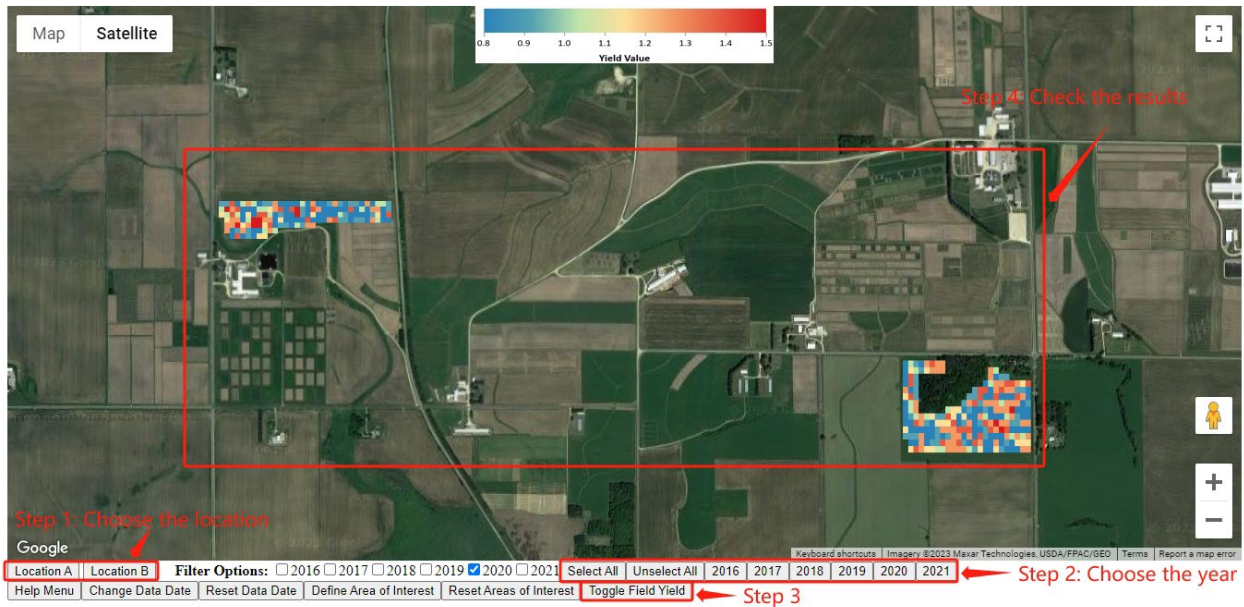 Map Satellite
0.8 0.9 1.0 1.1 1.2 1.3 1.4 1.5
Yield Value
Step 4: Check the results
Step 1: Choose the location
Google
Keyboard shortcuts Imagery ©2023 Maxar Technologies, USDA/FPAC/GEO Terms Report a map error
Location A Location B Filter Options: 2016 2017 2018 2019 2020 2021 Select All Unselect All 2016 2017 2018 2019 2020 2021
Step 2: Choose the year
Help Menu Change Data Date Reset Data Date Define Area of Interest Reset Areas of Interest Toggle Field Yield
Step 3